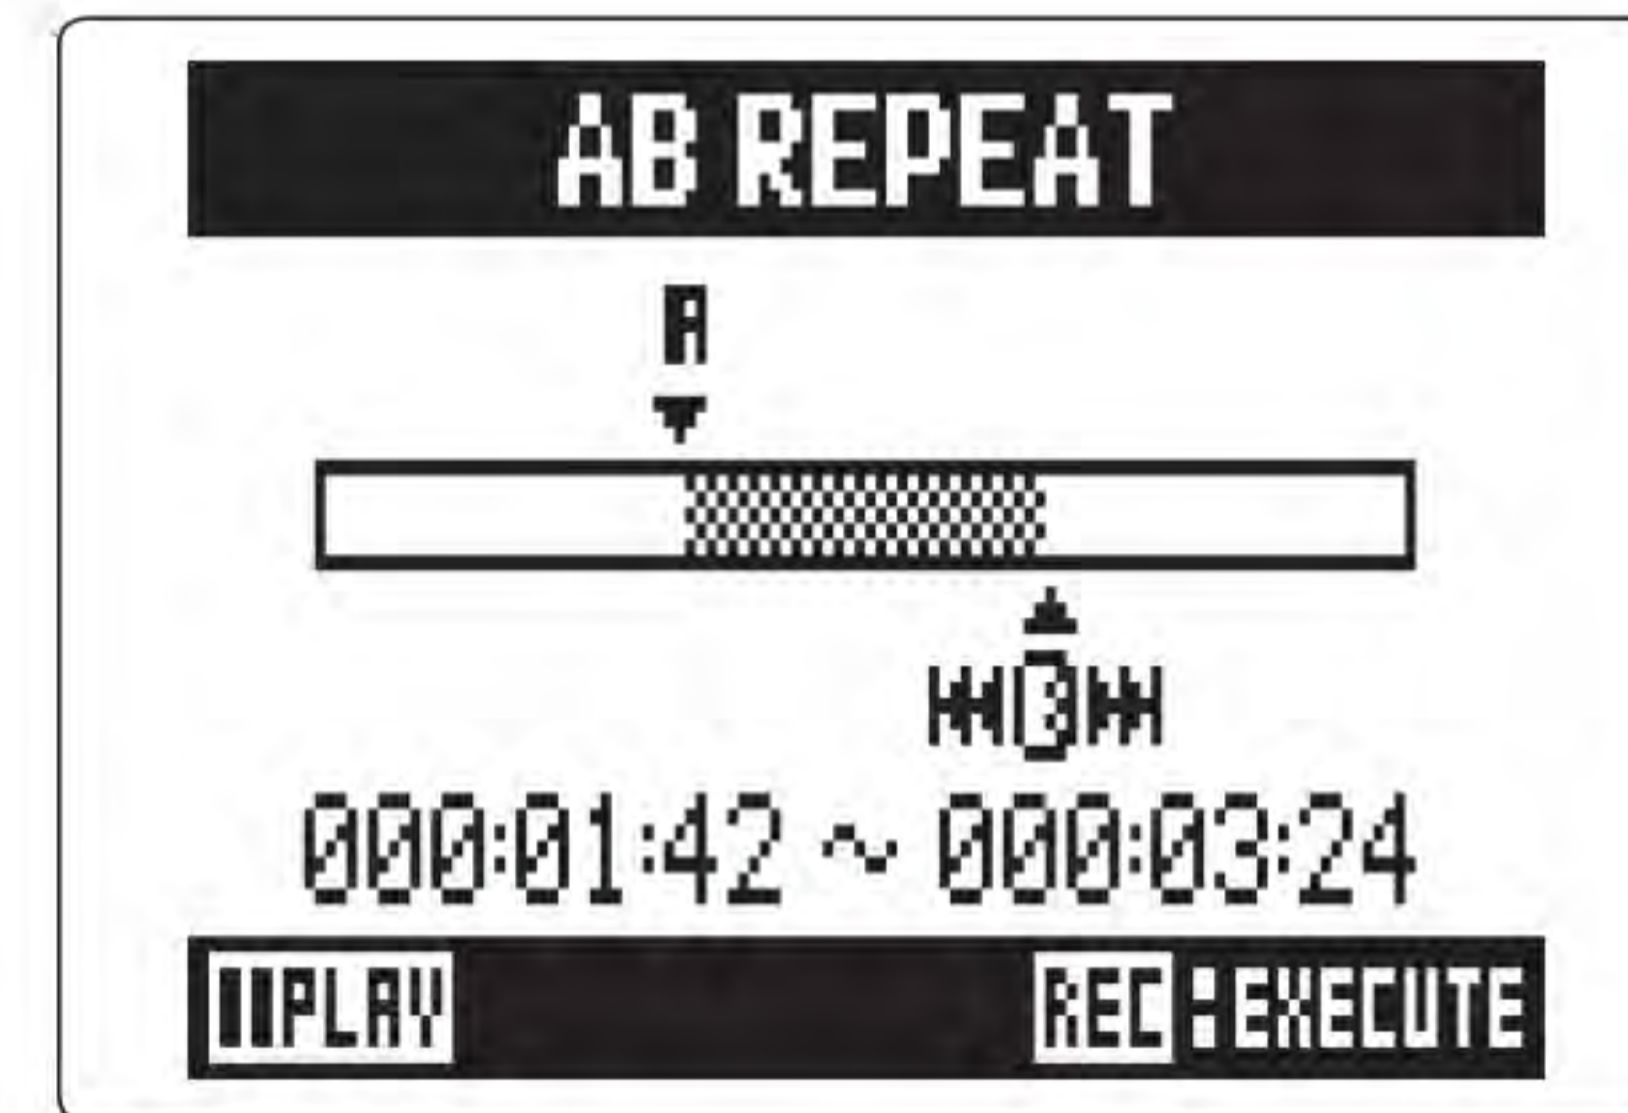 AB REPEAT
A
B
000:01:42 ~ 000:03:24
PLAY REC:EXECUTE